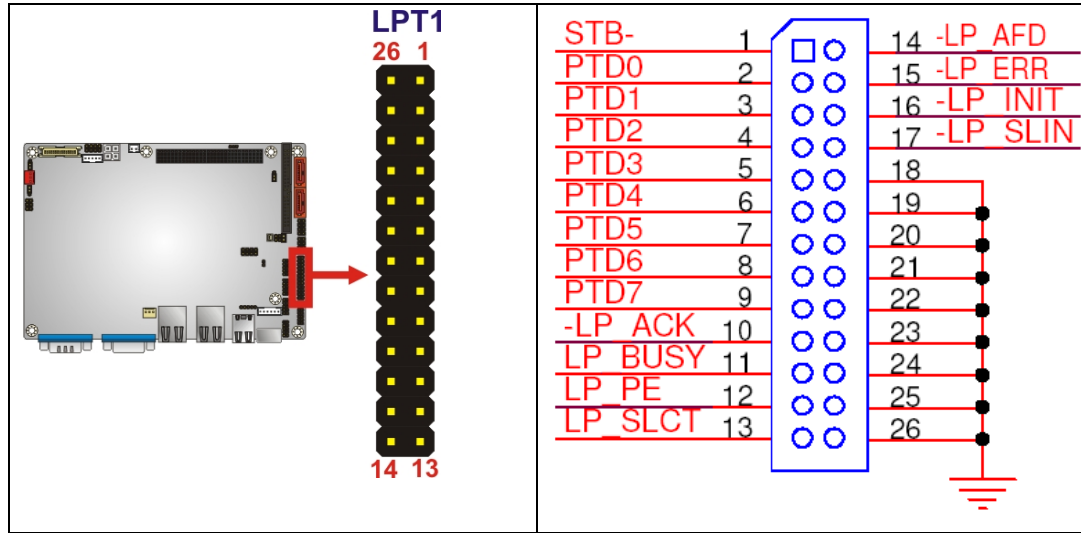 LPT1
26 1
14 13
STB- 1
PTD0 2
PTD1 3
PTD2 4
PTD3 5
PTD4 6
PTD5 7
PTD6 8
PTD7 9
-LP_ACK 10
LP_BUSY 11
LP_PE 12
LP_SLCT 13
14 -LP_AFD
15 -LP_ERR
16 -LP_INIT
17 -LP_SLIN
18
19
20
21
22
23
24
25
26